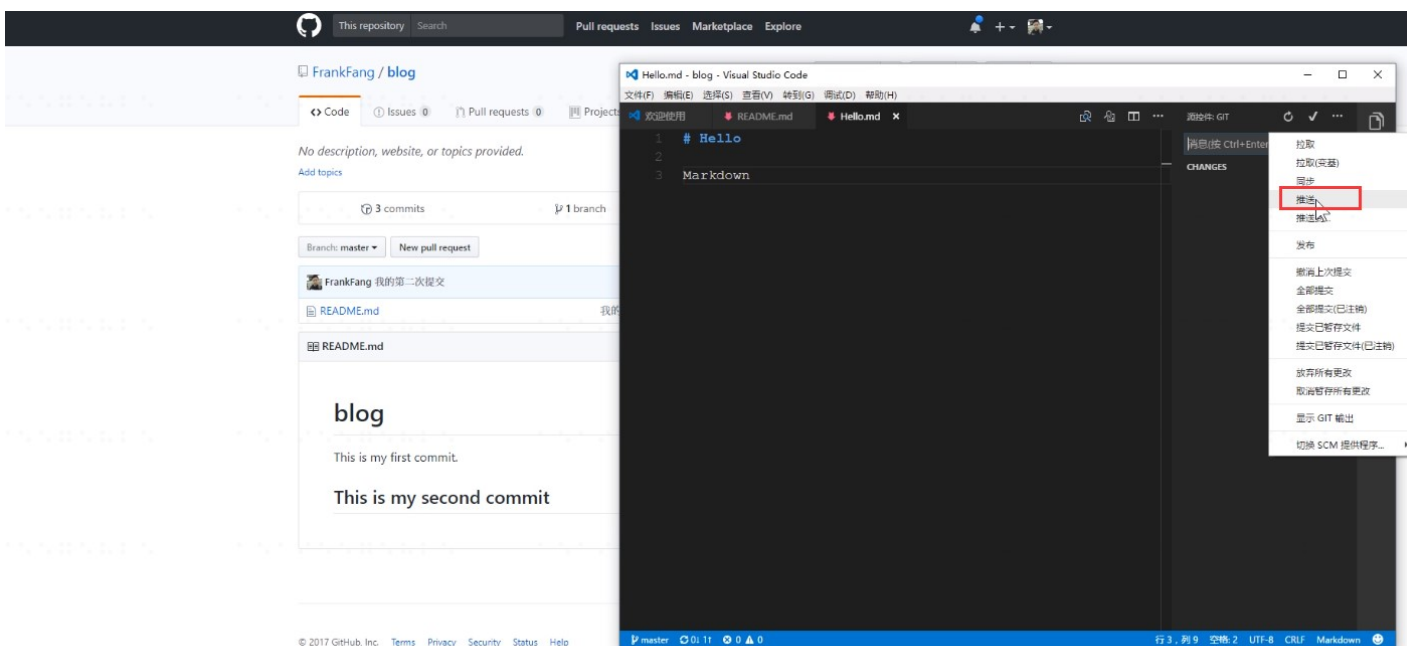 This repository Search Pull requests Issues Marketplace Explore
FrankFang / blog
Code Issues 0 Pull requests 0 Projects
No description, website, or topics provided.
Add topics
3 commits 1 branch
Branch: master New pull request
FrankFang 我的第二次提交
README.md 我的
README.md
blog
This is my first commit.
This is my second commit
© 2017 GitHub, Inc. Terms Privacy Security Status Help
Hello.md - blog - Visual Studio Code
文件(F) 编辑(E) 选择(S) 查看(V) 转到(G) 调试(D) 帮助(H)
欢迎使用 README.md Hello.md ×
1 # Hello
2
3 Markdown
源控件: GIT
消息(按 Ctrl+Enter
CHANGES
拉取
拉取(变基)
同步
推送
推送
发布
撤消上次提交
全部提交
全部提交(已注销)
提交已暂存文件
提交已暂存文件(已注销)
放弃所有更改
取消暂存所有更改
显示 GIT 输出
切换 SCM 提供程序...
master 0↓ 1↑ 0 0
行 3，列 9 空格: 2 UTF-8 CRLF Markdown